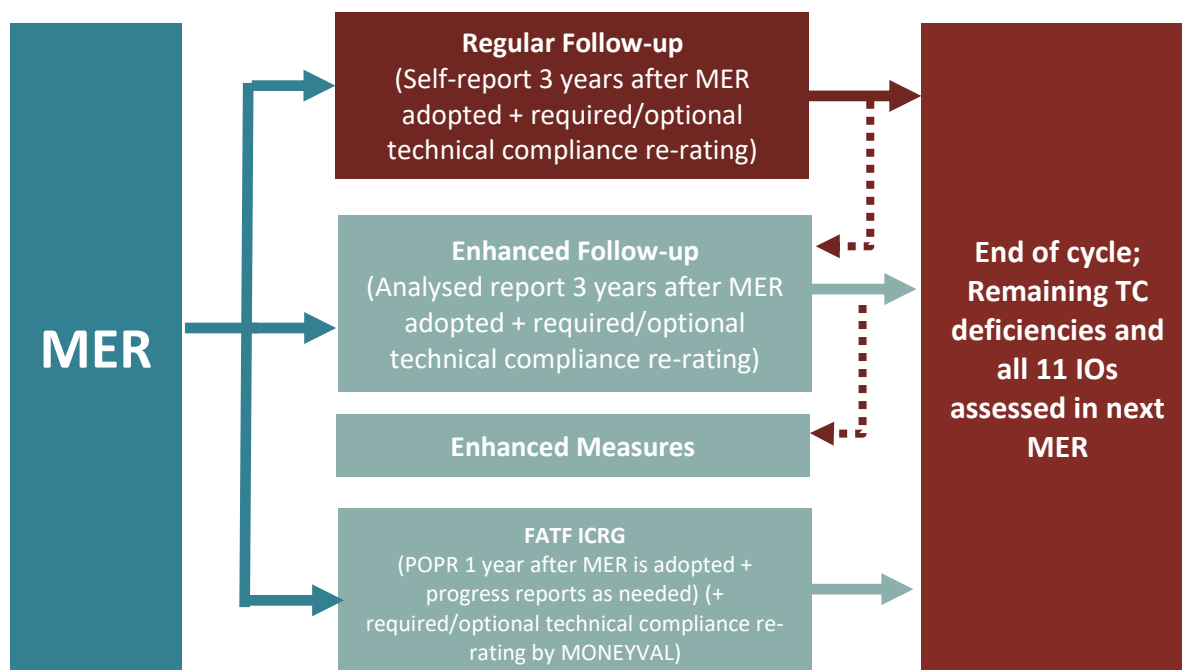 MER
Regular Follow-up
(Self-report 3 years after MER
adopted + required/optional
technical compliance re-rating)
Enhanced Follow-up
(Analysed report 3 years after MER
adopted + required/optional
technical compliance re-rating)
Enhanced Measures
FATF ICRG
(POPR 1 year after MER is adopted +
progress reports as needed) (+
required/optional technical compliance re-
rating by MONEYVAL)
End of cycle;
Remaining TC
deficiencies and
all 11 IOs
assessed in next
MER